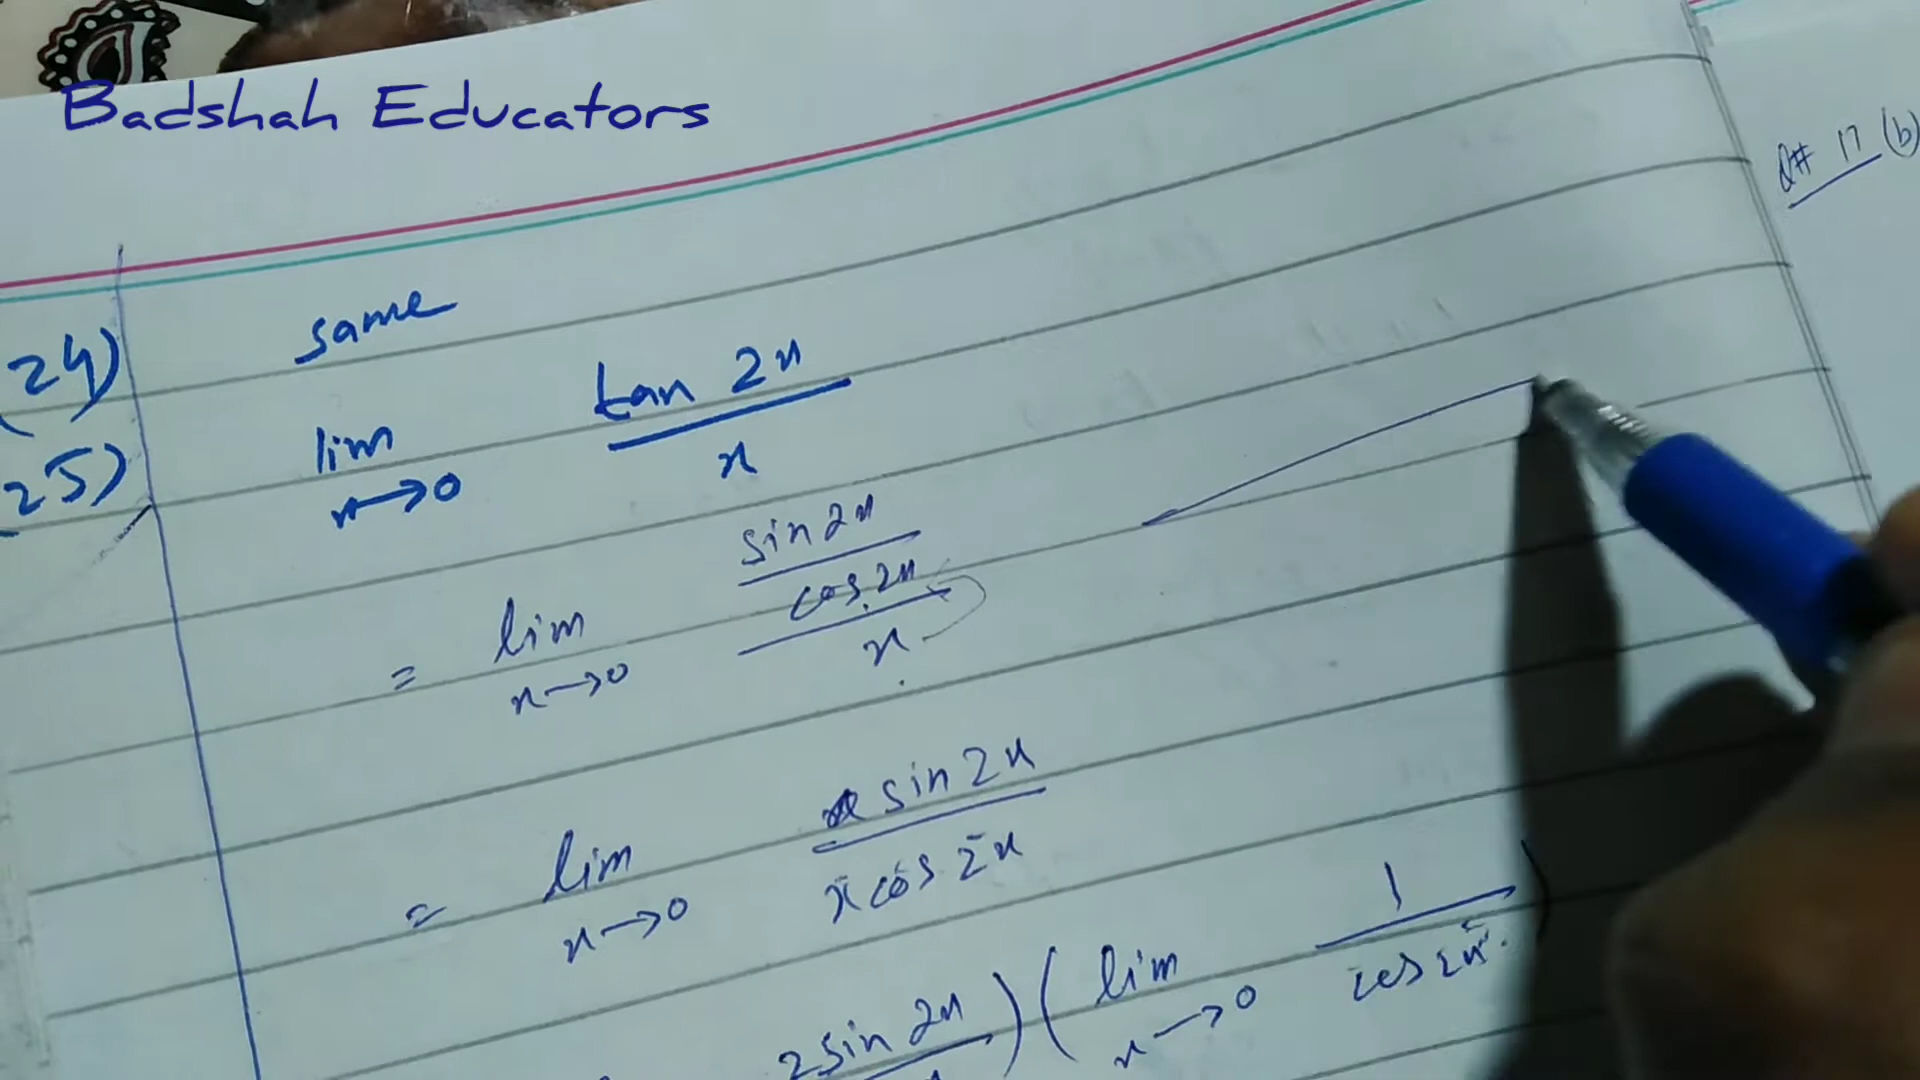 Badshah Educators
Q# 17 (b)
(24) same
(25) lim x→0 tan 2x / x
= lim x→0 sin 2x / cos 2x / x
= lim x→0 sin 2x / x cos 2x
2 sin 2x ) ( lim x→0 1 / cos 2x )